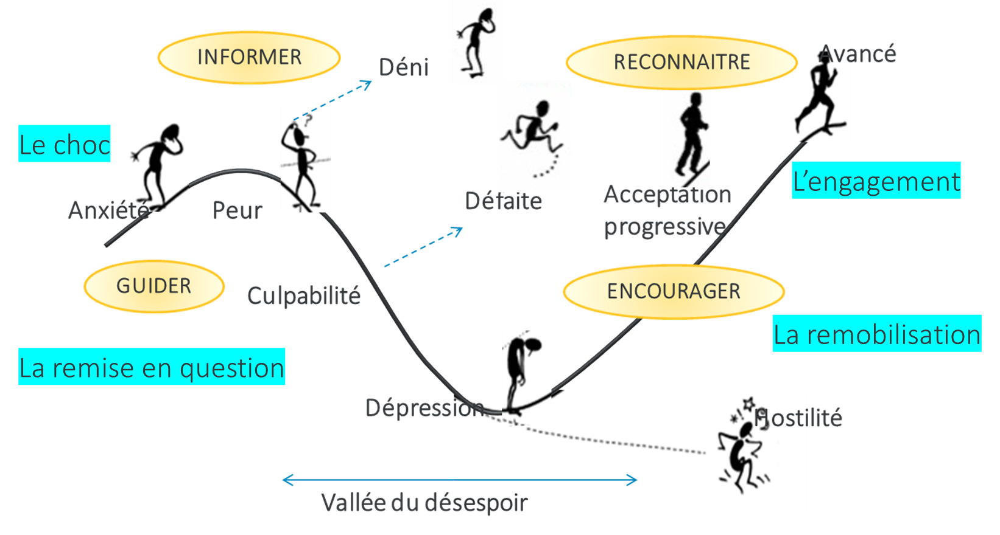 INFORMER
Déni
RECONNAITRE
Avancé
Le choc
?
Anxiété
Peur
Défaite
Acceptation
progressive
L’engagement
GUIDER
Culpabilité
ENCOURAGER
La remobilisation
La remise en question
Dépression
Hostilité
Vallée du désespoir